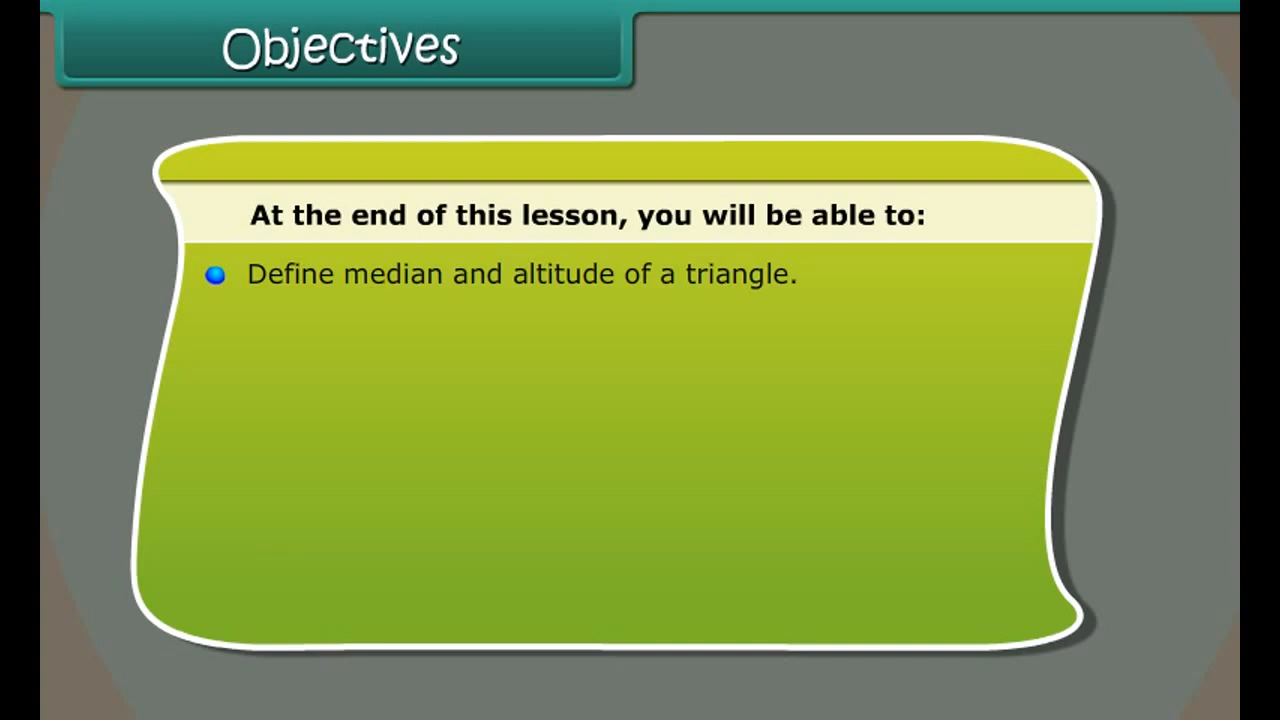 Objectives
At the end of this lesson, you will be able to:
Define median and altitude of a triangle.